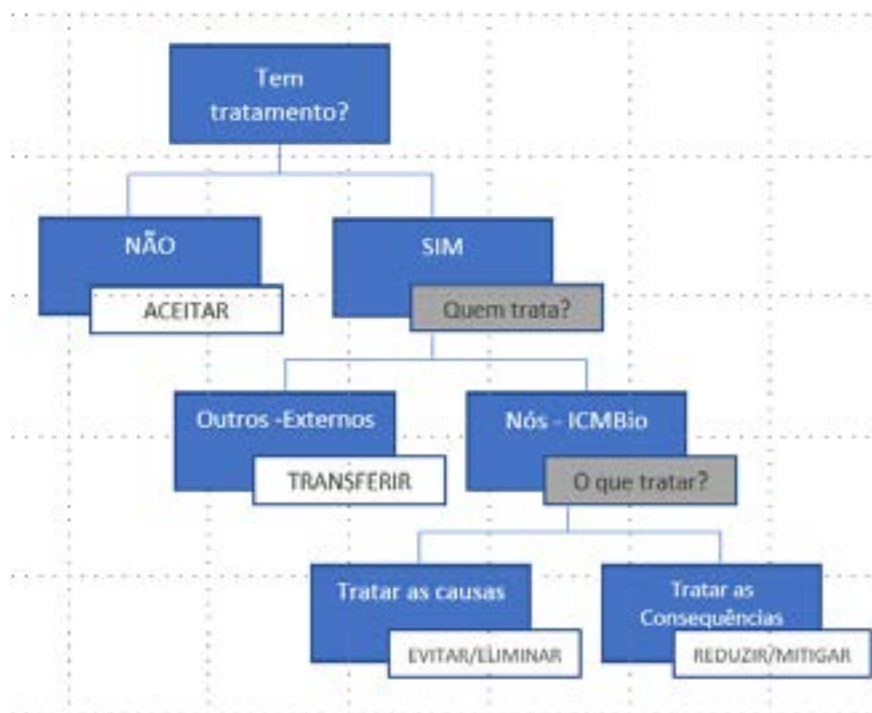 Tem
tratamento?
NÃO
SIM
ACEITAR
Quem trata?
Outros -Externos
Nós - ICMBio
TRANSFERIR
O que tratar?
Tratar as causas
Tratar as
Consequências
EVITAR/ELIMINAR
REDUZIR/MITIGAR